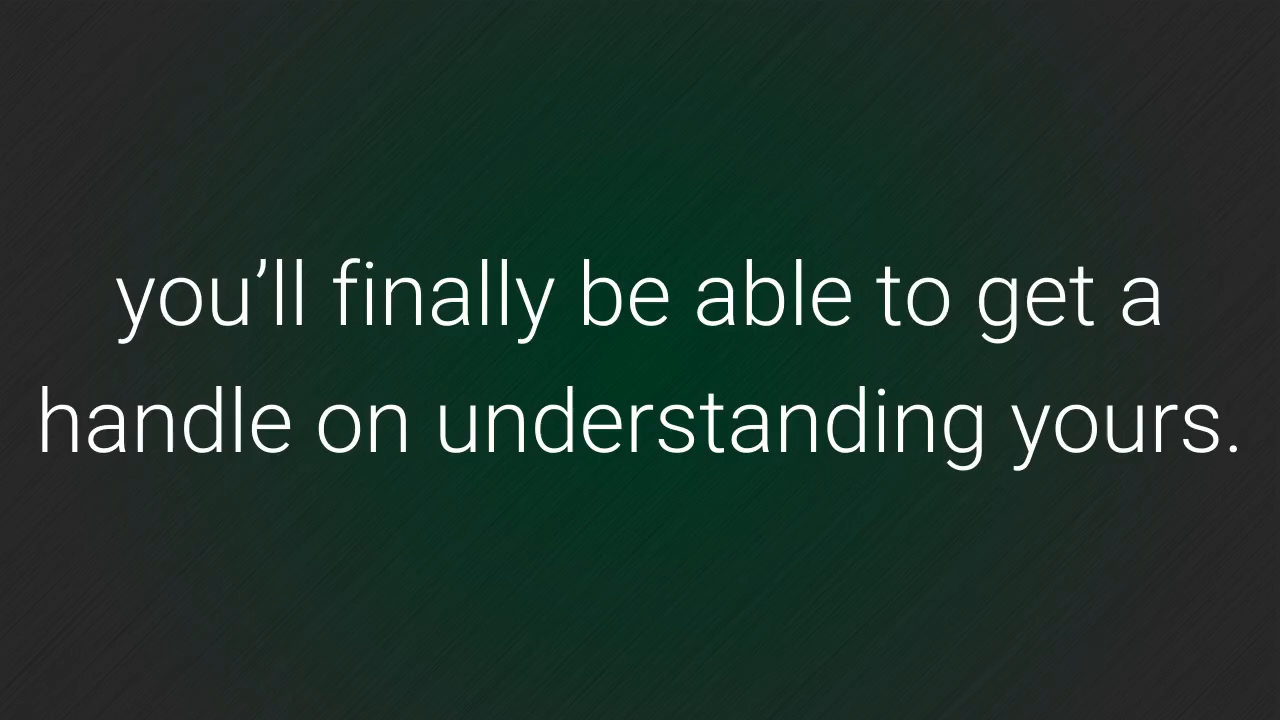 you’ll finally be able to get a
handle on understanding yours.